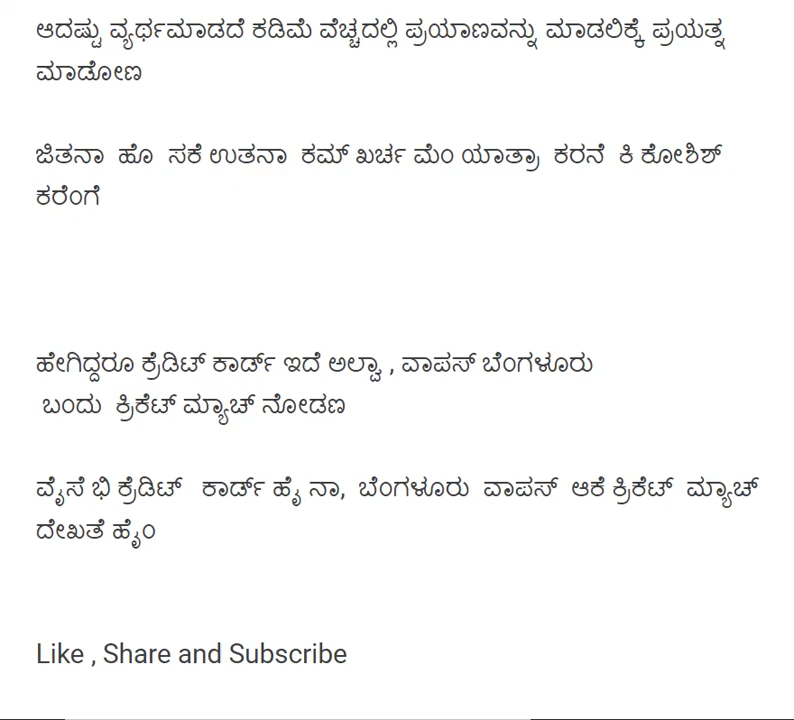 ಆದಷ್ಟು ವ್ಯರ್ಥಮಾಡದೆ ಕಡಿಮೆ ವೆಚ್ಚದಲ್ಲಿ ಪ್ರಯಾಣವನ್ನು ಮಾಡಲಿಕ್ಕೆ ಪ್ರಯತ್ನ
ಮಾಡೋಣ
ಜಿತನಾ ಹೊ ಸಕೆ ಉತನಾ ಕಮ್ ಖರ್ಚ ಮೆಂ ಯಾತ್ರಾ ಕರನೆ ಕಿ ಕೋಶಿಶ್
ಕರೆಂಗೆ
ಹೇಗಿದ್ದರೂ ಕ್ರೆಡಿಟ್ ಕಾರ್ಡ್ ಇದೆ ಅಲ್ವಾ , ವಾಪಸ್ ಬೆಂಗಳೂರು
ಬಂದು ಕ್ರಿಕೆಟ್ ಮ್ಯಾಚ್ ನೋಡಣ
ವೈಸೆ ಭಿ ಕ್ರೆಡಿಟ್ ಕಾರ್ಡ್ ಹೈ ನಾ, ಬೆಂಗಳೂರು ವಾಪಸ್ ಆಕೆ ಕ್ರಿಕೆಟ್ ಮ್ಯಾಚ್
ದೇಖತೆ ಹೈಂ
Like , Share and Subscribe